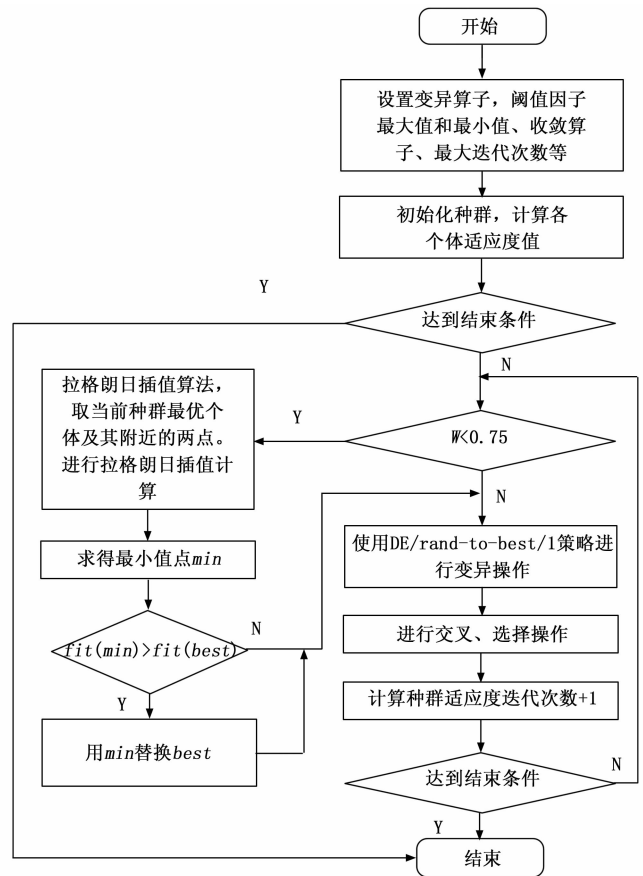 开始
设置变异算子，阈值因子
最大值和最小值、收敛算
子、最大迭代次数等
初始化种群，计算各
个体适应度值
Y
达到结束条件
N
拉格朗日插值算法，
取当前种群最优个
体及其附近的两点。
进行拉格朗日插值计
算
Y
W<0.75
N
求得最小值点min
使用DE/rand-to-best/1策略进
行变异操作
fit(min)>fit(best)
N
进行交叉、选择操作
Y
计算种群适应度迭代次数+1
用min替换best
达到结束条件
N
Y
结束